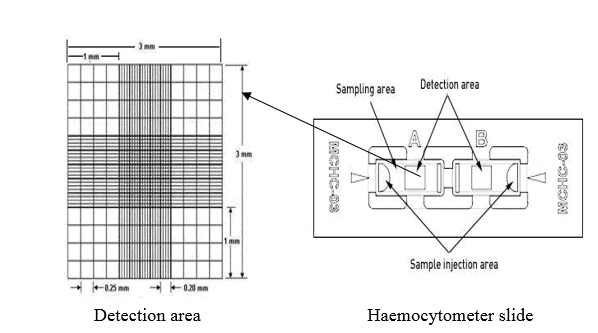 3 mm
1 mm
3 mm
1 mm
0.25 mm
0.20 mm
Detection area
Sampling area
Detection area
A
B
MCHC-03
MCHC-03
Sample injection area
Haemocytometer slide